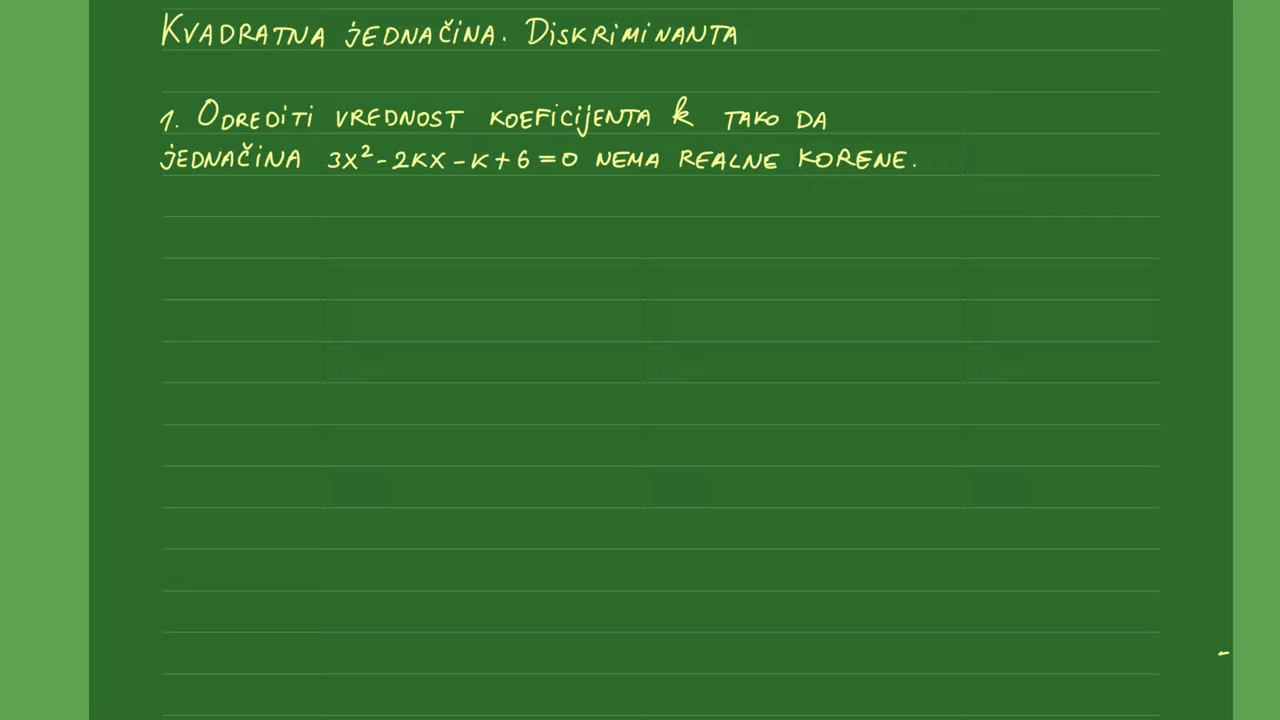 Kvadratna jednačina. Diskriminanta
1. Odrediti vrednost koeficijenta k tako da
jednačina 3x²-2kx-k+6=0 nema realne korene.